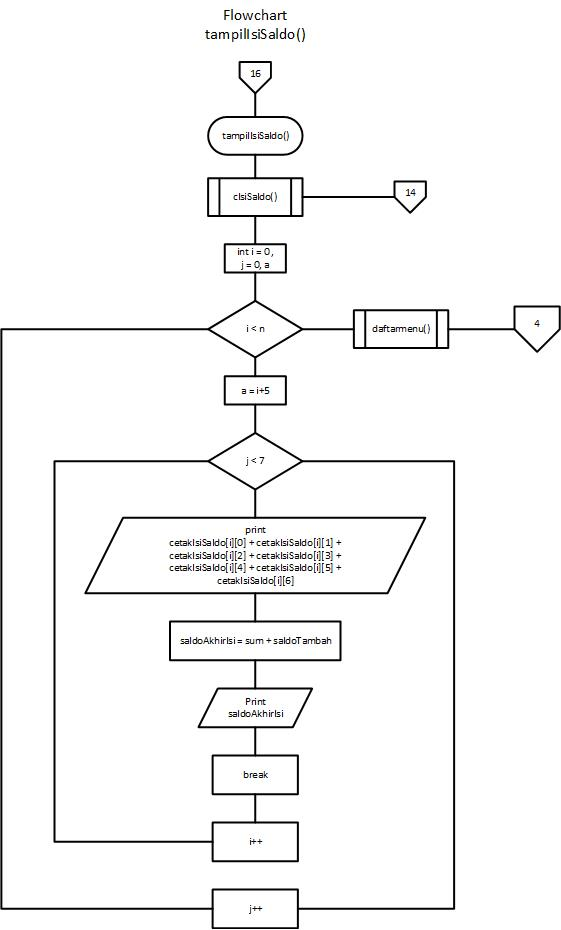 Flowchart
tampilIsiSaldo()
16
tampilIsiSaldo()
cIsiSaldo()
14
int i = 0,
j = 0, a
i < n
daftarmenu()
4
a = i+5
j < 7
print
cetakIsiSaldo[i][0] + cetakIsiSaldo[i][1] +
cetakIsiSaldo[i][2] + cetakIsiSaldo[i][3] +
cetakIsiSaldo[i][4] + cetakIsiSaldo[i][5] +
cetakIsiSaldo[i][6]
saldoAkhirIsi = sum + saldoTambah
Print
saldoAkhirIsi
break
i++
j++